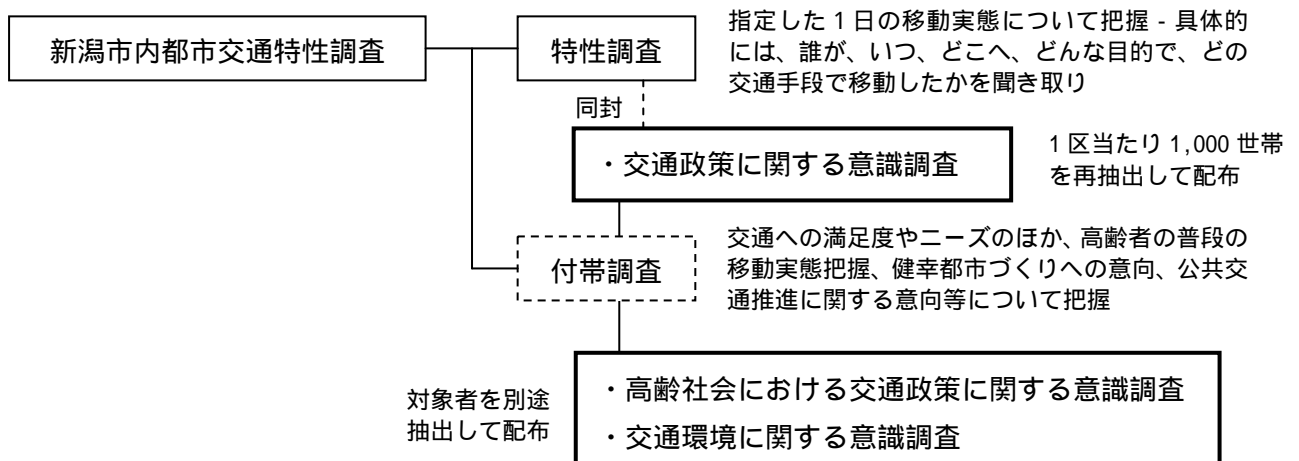 新潟市内都市交通特性調査
特性調査
指定した1日の移動実態について把握 - 具体的
には、誰が、いつ、どこへ、どんな目的で、どの
交通手段で移動したかを聞き取り
同封
・交通政策に関する意識調査
1区当たり1,000世帯
を再抽出して配布
付帯調査
交通への満足度やニーズのほか、高齢者の普段の
移動実態把握、健幸都市づくりへの意向、公共交
通推進に関する意向等について把握
対象者を別途
抽出して配布
・高齢社会における交通政策に関する意識調査
・交通環境に関する意識調査